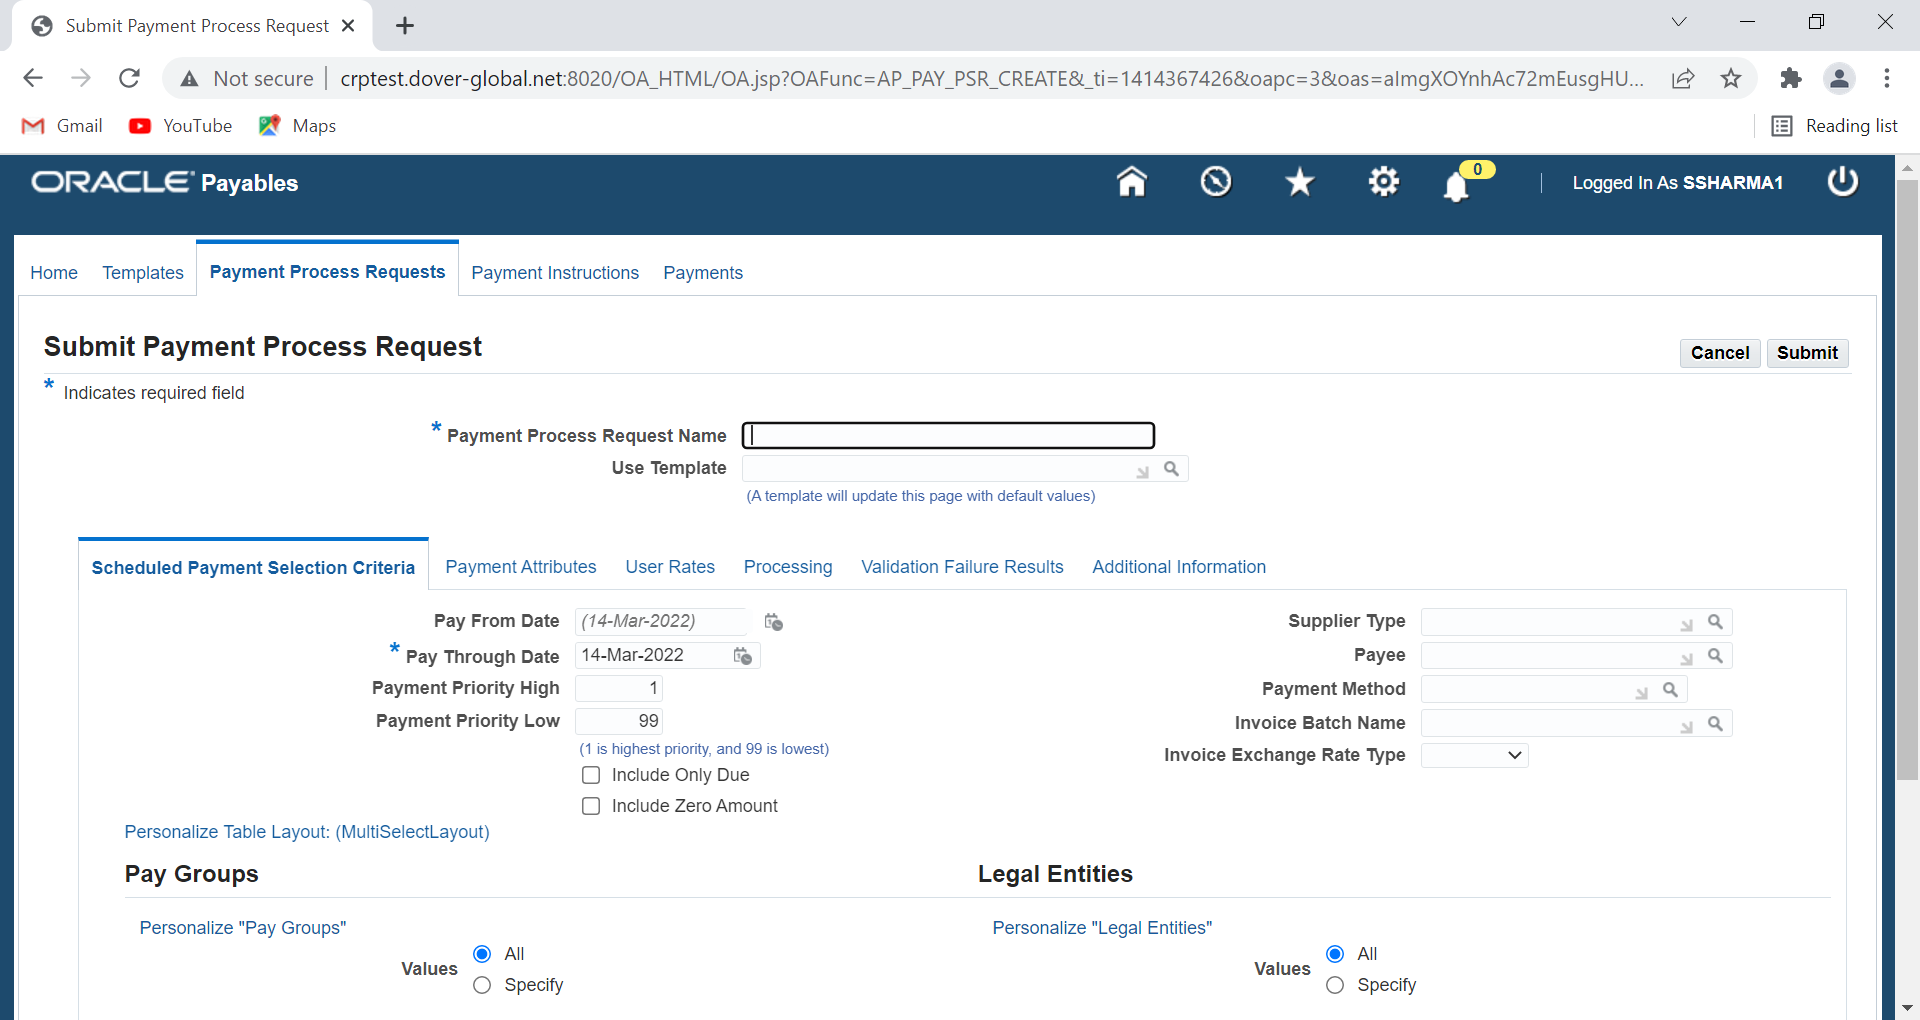 Submit Payment Process Request
Not secure crptest.dover-global.net:8020/OA_HTML/OA.jsp?OAFunc=AP_PAY_PSR_CREATE&_ti=1414367426&oapc=3&oas=almgXOYnhAc72mEusgHU...
Gmail YouTube Maps Reading list
ORACLE Payables 0 Logged In As SSHARMA1
Home Templates Payment Process Requests Payment Instructions Payments
Submit Payment Process Request Cancel Submit
* Indicates required field
* Payment Process Request Name
Use Template
(A template will update this page with default values)
Scheduled Payment Selection Criteria Payment Attributes User Rates Processing Validation Failure Results Additional Information
Pay From Date (14-Mar-2022) Supplier Type
* Pay Through Date 14-Mar-2022 Payee
Payment Priority High 1 Payment Method
Payment Priority Low 99 Invoice Batch Name
(1 is highest priority, and 99 is lowest) Invoice Exchange Rate Type
Include Only Due
Include Zero Amount
Personalize Table Layout: (MultiSelectLayout)
Pay Groups Legal Entities
Personalize "Pay Groups" Personalize "Legal Entities"
Values All Values All
Specify Specify